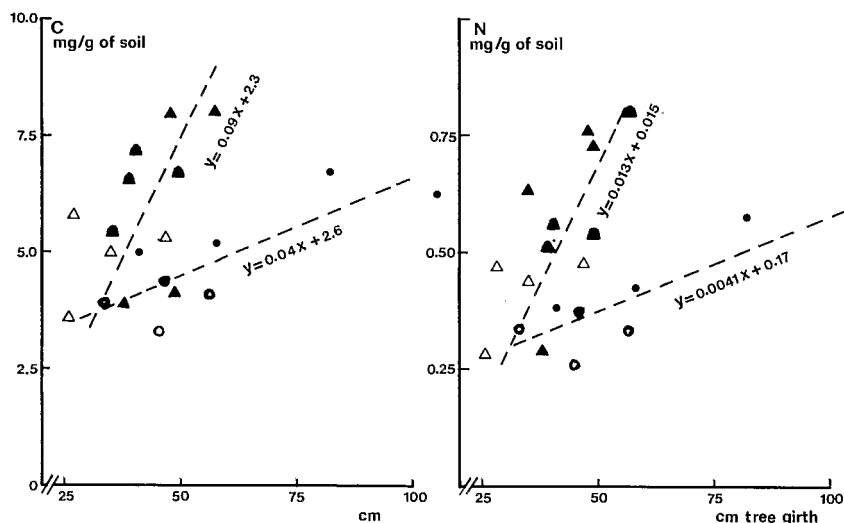 C
mg/g of soil
10.0
7.5
5.0
2.5
0
y= 0.09x + 2.3
y=0.04x + 2.6
25 50 75 100
cm
N
mg/g of soil
0.75
0.50
0.25
0
y= 0.013x + 0.015
y=0.0041x + 0.17
25 50 75 100
cm tree girth